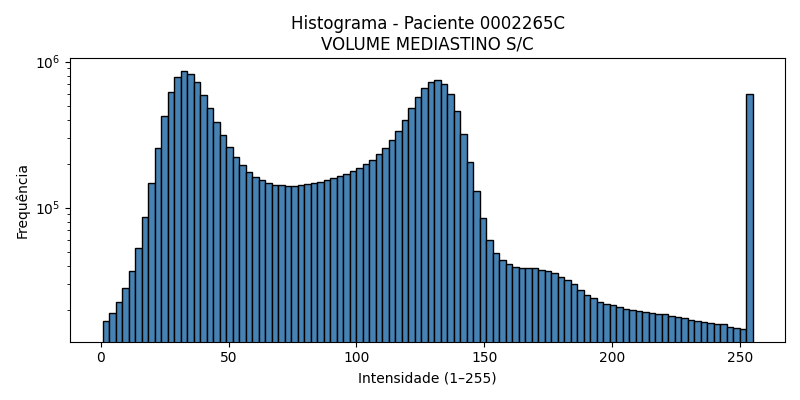 Histograma - Paciente 0002265C
VOLUME MEDIASTINO S/C
10⁶
10⁵
Frequência
0 50 100 150 200 250
Intensidade (1–255)